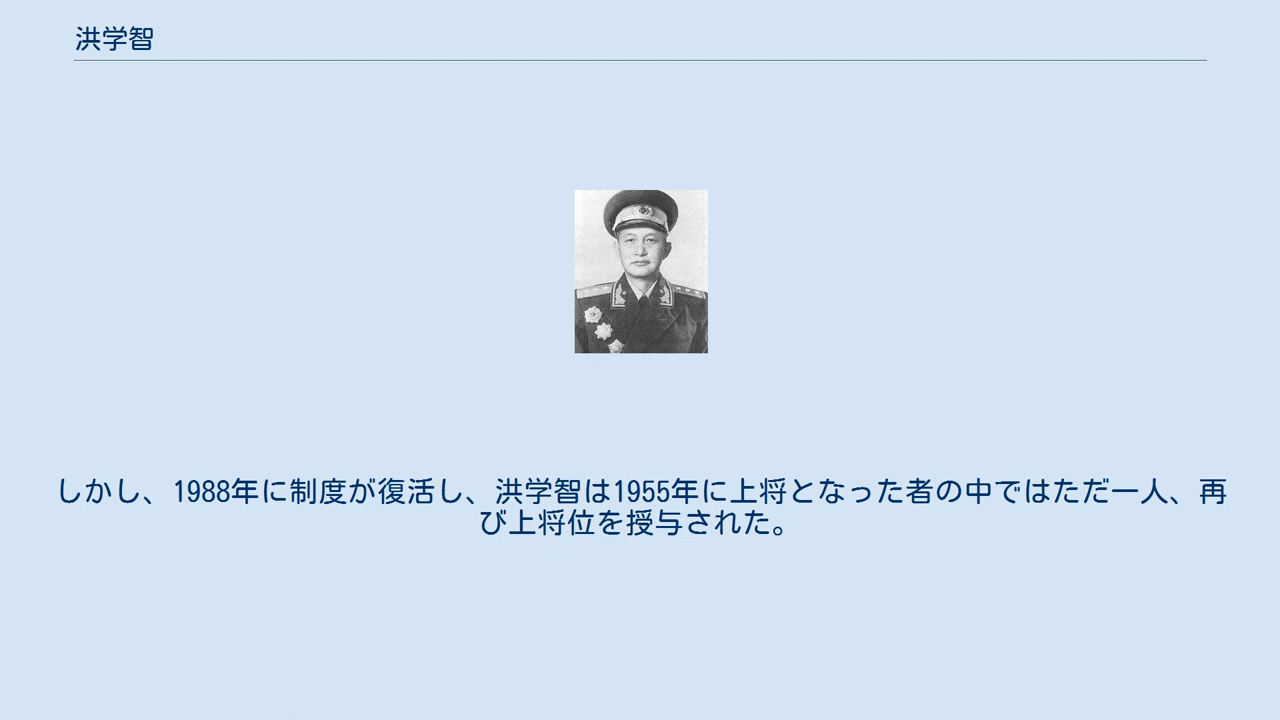 洪学智
しかし、1988年に制度が復活し、洪学智は1955年に上将となった者の中ではただ一人、再
び上将位を授与された。